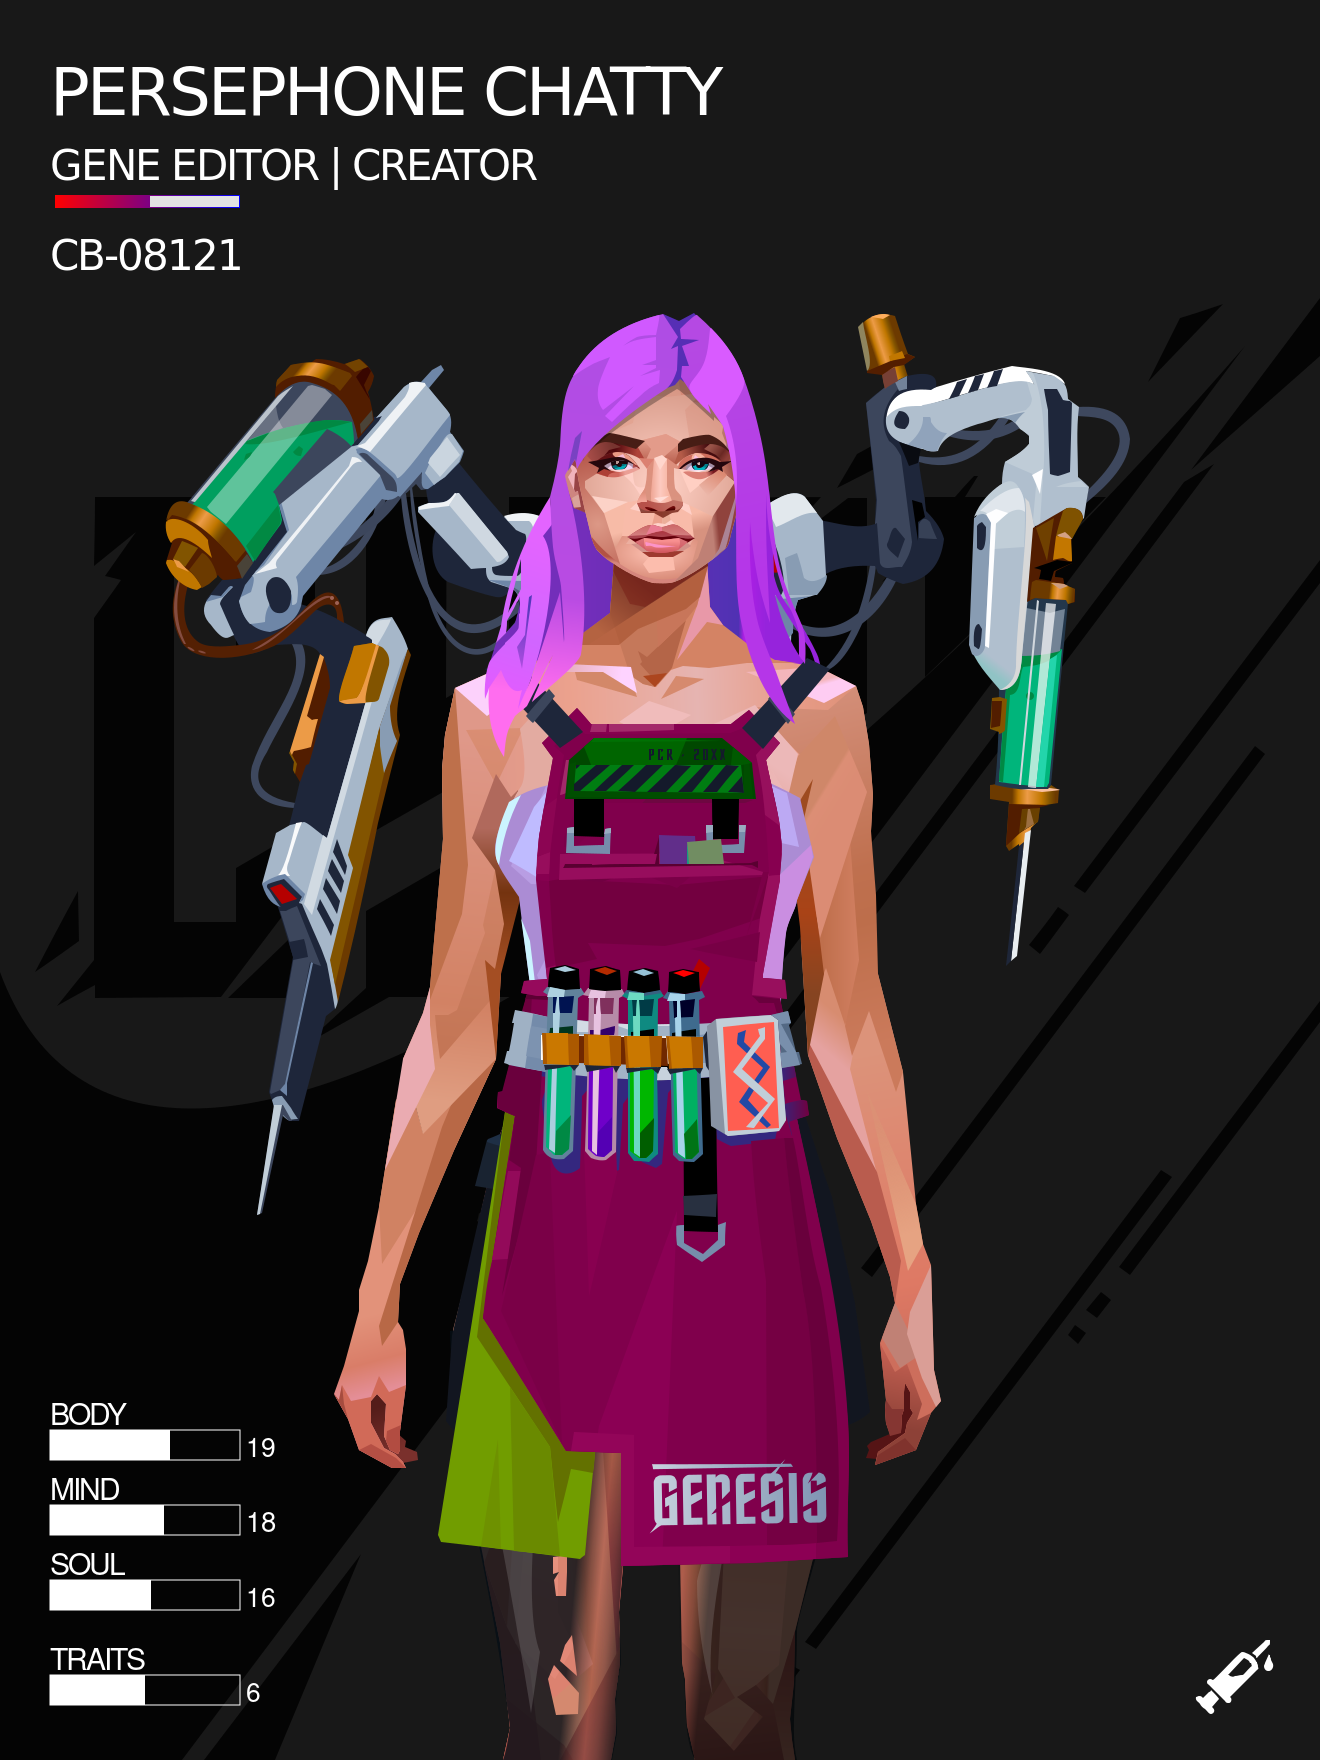 PERSEPHONE CHATTY
GENE EDITOR | CREATOR
CB-08121
PCR - 20XX
GENESIS
BODY
19
MIND
18
SOUL
16
TRAITS
6